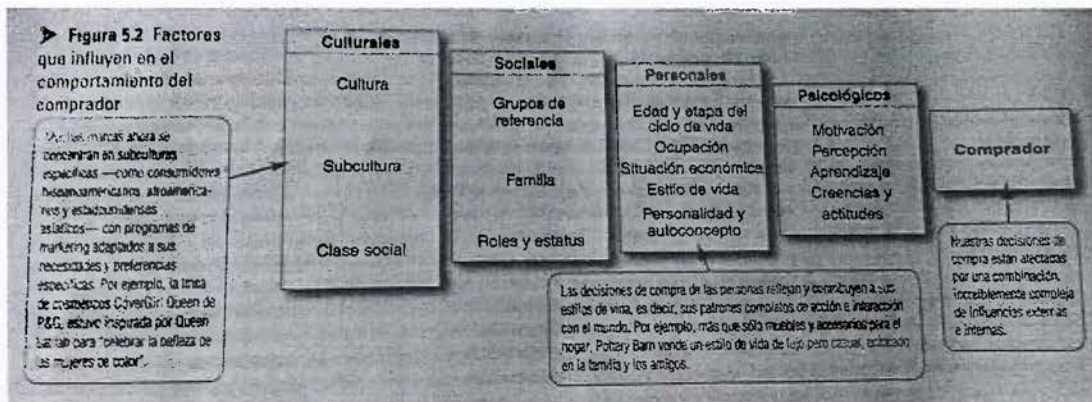 ➤ Figura 5.2 Factores
que influyen en el
comportamiento del
comprador
marcas ahora se
concentran en subculturas
específicas —como consumidores
hispanoamericanos, afroamerica-
nos y estadounidenses
asiáticos— con programas de
marketing adaptados a sus
necesidades y preferencias
específicas. Por ejemplo, la línea
de cosméticos CoverGirl Queen de
P&G, estuvo inspirada por Queen
Latifah para "celebrar la belleza de
las mujeres de color".
Culturales
Cultura
Subcultura
Clase social
Sociales
Grupos de
referencia
Familia
Roles y estatus
Personales
Edad y etapa del
ciclo de vida
Ocupación
Situación económica
Estilo de vida
Personalidad y
autoconcepto
Las decisiones de compra de las personas reflejan y contribuyen a sus
estilos de vida, es decir, sus patrones completos de acción e interacción
con el mundo. Por ejemplo, más que sólo muebles y accesorios para el
hogar, Pottery Barn vende un estilo de vida de lujo pero casual, enfocado
en la familia y los amigos.
Psicológicos
Motivación
Percepción
Aprendizaje
Creencias y
actitudes
Comprador
Nuestras decisiones de
compra están afectadas
por una combinación,
increíblemente compleja
de influencias externas
e internas.